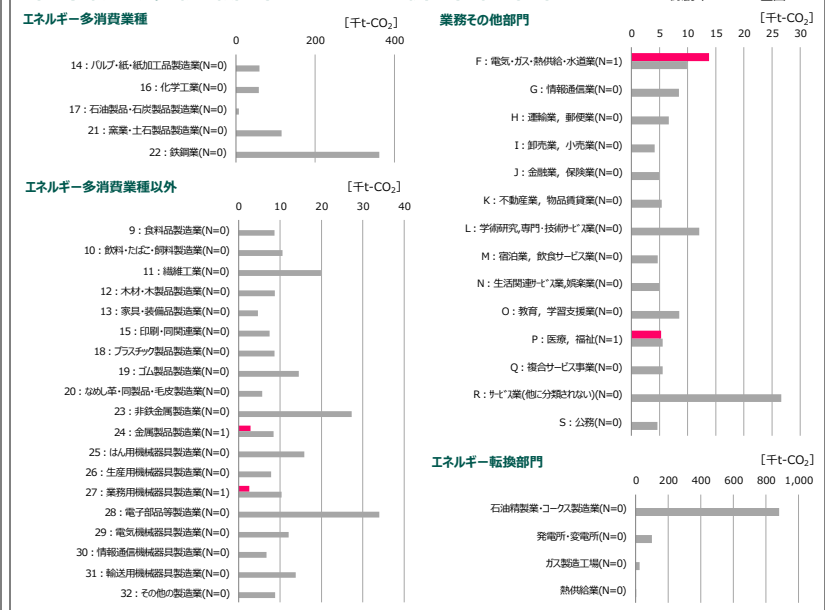 エネルギー多消費業種
[千t-CO₂]
0 200 400
14：パルプ・紙・紙加工品製造業(N=0)
16：化学工業(N=0)
17：石油製品・石炭製品製造業(N=0)
21：窯業・土石製品製造業(N=0)
22：鉄鋼業(N=0)
エネルギー多消費業種以外
[千t-CO₂]
0 10 20 30 40
9：食料品製造業(N=0)
10：飲料・たばこ・飼料製造業(N=0)
11：繊維工業(N=0)
12：木材・木製品製造業(N=0)
13：家具・装備品製造業(N=0)
15：印刷・同関連業(N=0)
18：プラスチック製品製造業(N=0)
19：ゴム製品製造業(N=0)
20：なめし革・同製品・毛皮製造業(N=0)
23：非鉄金属製造業(N=0)
24：金属製品製造業(N=1)
25：はん用機械器具製造業(N=0)
26：生産用機械器具製造業(N=0)
27：業務用機械器具製造業(N=1)
28：電子部品等製造業(N=0)
29：電気機械器具製造業(N=0)
30：情報通信機械器具製造業(N=0)
31：輸送用機械器具製造業(N=0)
32：その他の製造業(N=0)
業務その他部門
[千t-CO₂]
0 5 10 15 20 25 30
F：電気・ガス・熱供給・水道業(N=1)
G：情報通信業(N=0)
H：運輸業，郵便業(N=0)
I：卸売業，小売業(N=0)
J：金融業，保険業(N=0)
K：不動産業，物品賃貸業(N=0)
L：学術研究,専門・技術ｻｰﾋﾞｽ業(N=0)
M：宿泊業，飲食サービス業(N=0)
N：生活関連ｻｰﾋﾞｽ業,娯楽業(N=0)
O：教育，学習支援業(N=0)
P：医療，福祉(N=1)
Q：複合サービス事業(N=0)
R：ｻｰﾋﾞｽ業(他に分類されない)(N=0)
S：公務(N=0)
エネルギー転換部門
[千t-CO₂]
0 200 400 600 800 1,000
石油精製業・コークス製造業(N=0)
発電所・変電所(N=0)
ガス製造工場(N=0)
熱供給業(N=0)